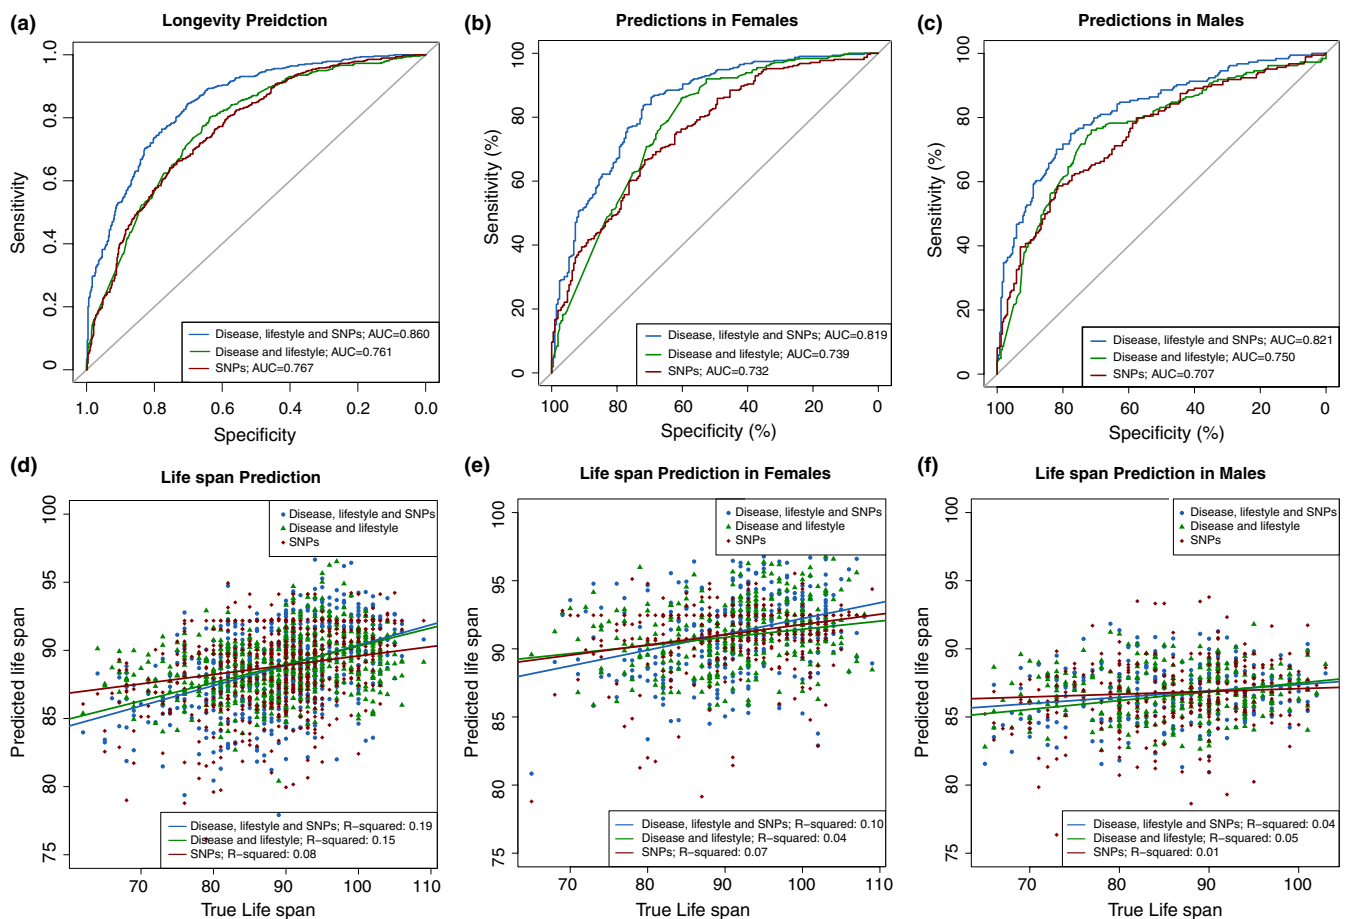 (a)
Longevity Preidction
Sensitivity
1.0
0.8
0.6
0.4
0.2
0
Disease, lifestyle and SNPs; AUC=0.860
Disease and lifestyle; AUC=0.761
SNPs; AUC=0.767
1.0 0.8 0.6 0.4 0.2 0.0
Specificity
(b)
Predictions in Females
Sensitivity (%)
100
80
60
40
20
0
Disease, lifestyle and SNPs; AUC=0.819
Disease and lifestyle; AUC=0.739
SNPs; AUC=0.732
100 80 60 40 20 0
Specificity (%)
(c)
Predictions in Males
Sensitivity (%)
100
80
60
40
20
0
Disease, lifestyle and SNPs; AUC=0.821
Disease and lifestyle; AUC=0.750
SNPs; AUC=0.707
100 80 60 40 20 0
Specificity (%)
(d)
Life span Prediction
Predicted life span
100
95
90
85
80
75
Disease, lifestyle and SNPs
Disease and lifestyle
SNPs
Disease, lifestyle and SNPs; R-squared: 0.19
Disease and lifestyle; R-squared: 0.15
SNPs; R-squared: 0.08
70 80 90 100 110
True Life span
(e)
Life span Prediction in Females
Predicted life span
100
95
90
85
80
75
Disease, lifestyle and SNPs
Disease and lifestyle
SNPs
Disease, lifestyle and SNPs; R-squared: 0.10
Disease and lifestyle; R-squared: 0.04
SNPs; R-squared: 0.07
70 80 90 100 110
True Life span
(f)
Life span Prediction in Males
Predicted life span
100
95
90
85
80
75
Disease, lifestyle and SNPs
Disease and lifestyle
SNPs
Disease, lifestyle and SNPs; R-squared: 0.04
Disease and lifestyle; R-squared: 0.05
SNPs; R-squared: 0.01
70 80 90 100
True Life span